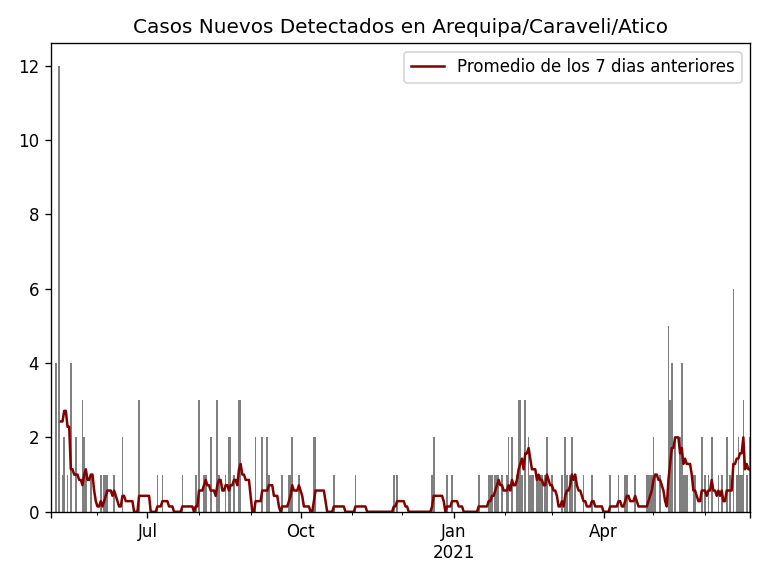 Casos Nuevos Detectados en Arequipa/Caraveli/Atico
Promedio de los 7 dias anteriores
12
10
8
6
4
2
0
Jul
Oct
Jan
2021
Apr